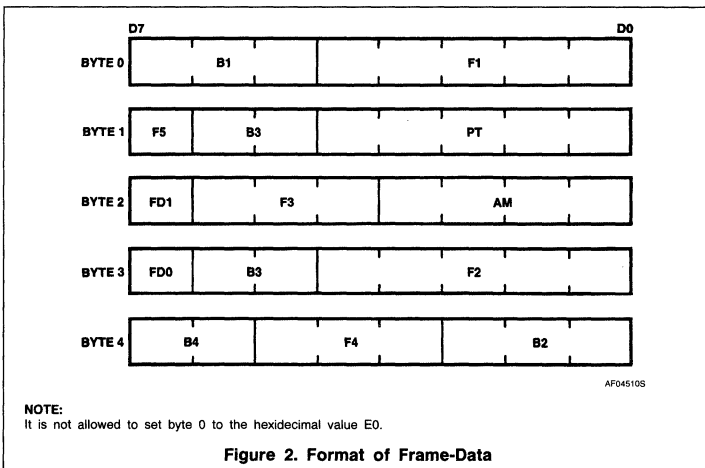 D7 D0
BYTE 0 B1 F1
BYTE 1 F5 B3 PT
BYTE 2 FD1 F3 AM
BYTE 3 FD0 B3 F2
BYTE 4 B4 F4 B2
AF04510S
NOTE:
It is not allowed to set byte 0 to the hexidecimal value E0.
Figure 2. Format of Frame-Data